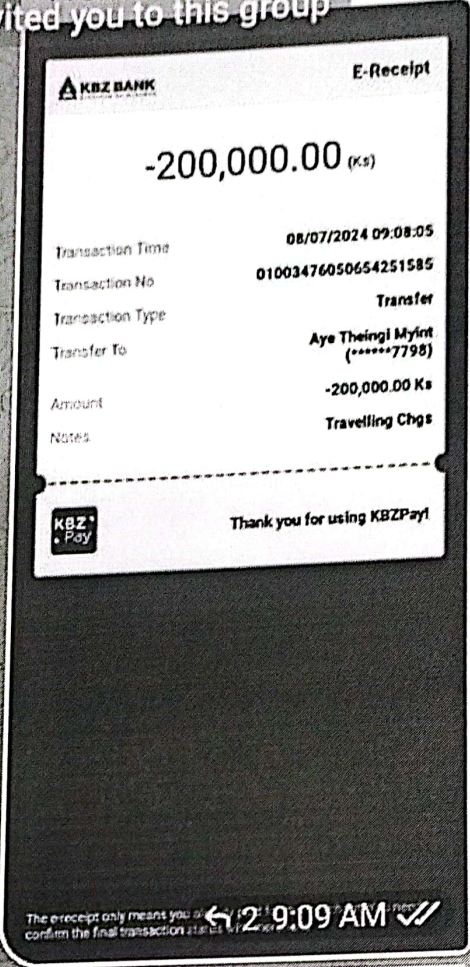 ited you to this group
KBZ BANK
E-Receipt
-200,000.00 (Ks)
Transaction Time 08/07/2024 09:08:05
Transaction No 01003476050654251585
Transaction Type Transfer
Transfer To Aye Theingi Myint
(******7798)
Amount -200,000.00 Ks
Notes Travelling Chgs
KBZ Pay
Thank you for using KBZPay!
The e-receipt only means you
confirm the final transaction
2 9:09 AM